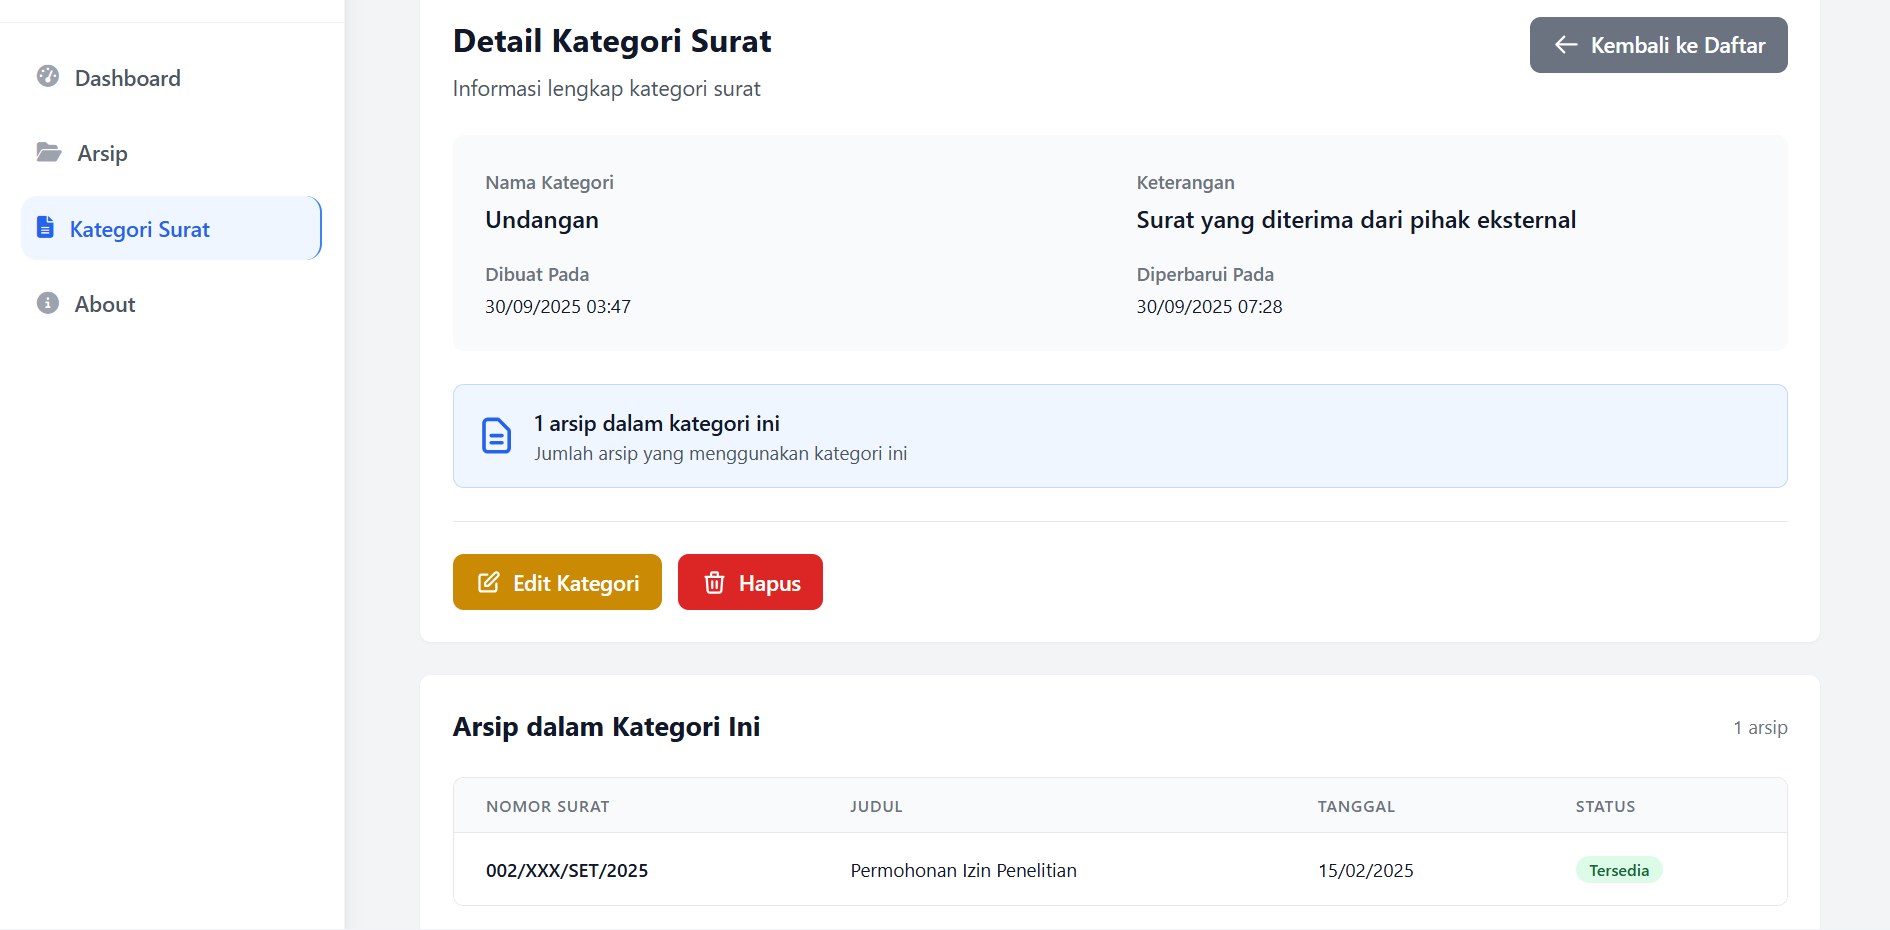 Dashboard
Arsip
Kategori Surat
About
Detail Kategori Surat
Informasi lengkap kategori surat
Kembali ke Daftar
Nama Kategori
Undangan
Keterangan
Surat yang diterima dari pihak eksternal
Dibuat Pada
30/09/2025 03:47
Diperbarui Pada
30/09/2025 07:28
1 arsip dalam kategori ini
Jumlah arsip yang menggunakan kategori ini
Edit Kategori
Hapus
Arsip dalam Kategori Ini
1 arsip
NOMOR SURAT JUDUL TANGGAL STATUS
002/XXX/SET/2025 Permohonan Izin Penelitian 15/02/2025 Tersedia